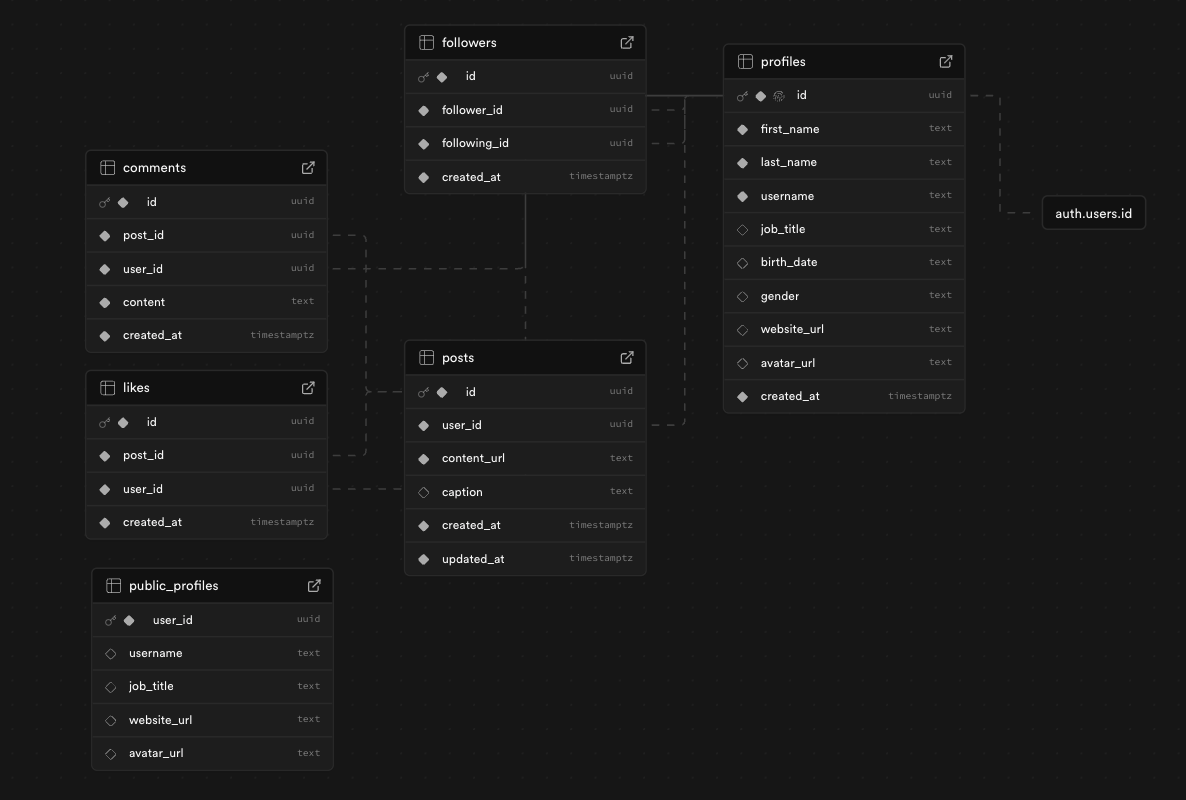 followers
id uuid
follower_id uuid
following_id uuid
created_at timestamptz
profiles
id uuid
first_name text
last_name text
username text
job_title text
birth_date text
gender text
website_url text
avatar_url text
created_at timestamptz
auth.users.id
comments
id uuid
post_id uuid
user_id uuid
content text
created_at timestamptz
posts
id uuid
user_id uuid
content_url text
caption text
created_at timestamptz
updated_at timestamptz
likes
id uuid
post_id uuid
user_id uuid
created_at timestamptz
public_profiles
user_id uuid
username text
job_title text
website_url text
avatar_url text